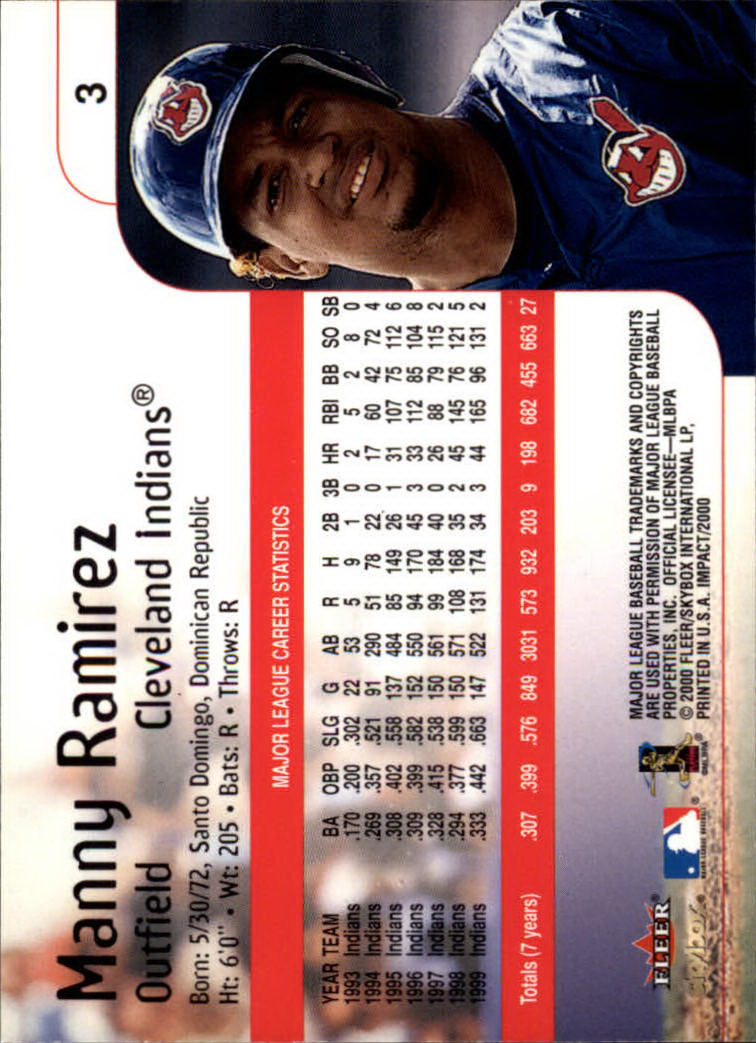 3
Manny Ramirez
Outfield Cleveland Indians®
Born: 5/30/72, Santo Domingo, Dominican Republic
Ht: 6'0" • Wt: 205 • Bats: R • Throws: R
MAJOR LEAGUE CAREER STATISTICS
YEAR TEAM BA OBP SLG G AB R H 2B 3B HR RBI BB SO SB
1993 Indians .170 .200 .302 22 53 5 9 1 0 2 5 2 8 0
1994 Indians .269 .357 .521 91 290 51 78 22 0 17 60 42 72 4
1995 Indians .308 .402 .558 137 484 85 149 26 1 31 107 75 112 6
1996 Indians .309 .399 .582 152 550 94 170 45 3 33 112 85 104 8
1997 Indians .328 .415 .538 150 561 99 184 40 0 26 88 79 115 2
1998 Indians .294 .377 .599 150 571 108 168 35 2 45 145 76 121 5
1999 Indians .333 .442 .663 147 522 131 174 34 3 44 165 96 131 2
Totals (7 years) .307 .399 .576 849 3031 573 932 203 9 198 682 455 663 27
MAJOR LEAGUE BASEBALL TRADEMARKS AND COPYRIGHTS
ARE USED WITH PERMISSION OF MAJOR LEAGUE BASEBALL
PROPERTIES, INC. OFFICIAL LICENSEE—MLBPA
© 2000 FLEER/SKYBOX INTERNATIONAL LP,
PRINTED IN U.S.A. IMPACT/2000
FLEER
SKYBOX
MAJOR LEAGUE BASEBALL